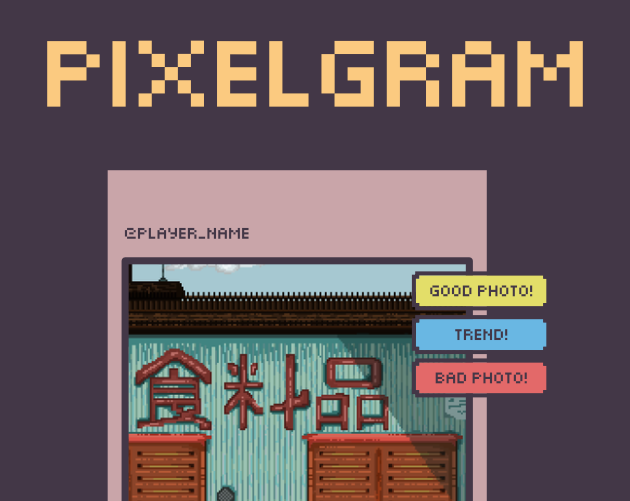 PIXELGRAM
@PLAYER_NAME
GOOD PHOTO!
TREND!
BAD PHOTO!
食料品